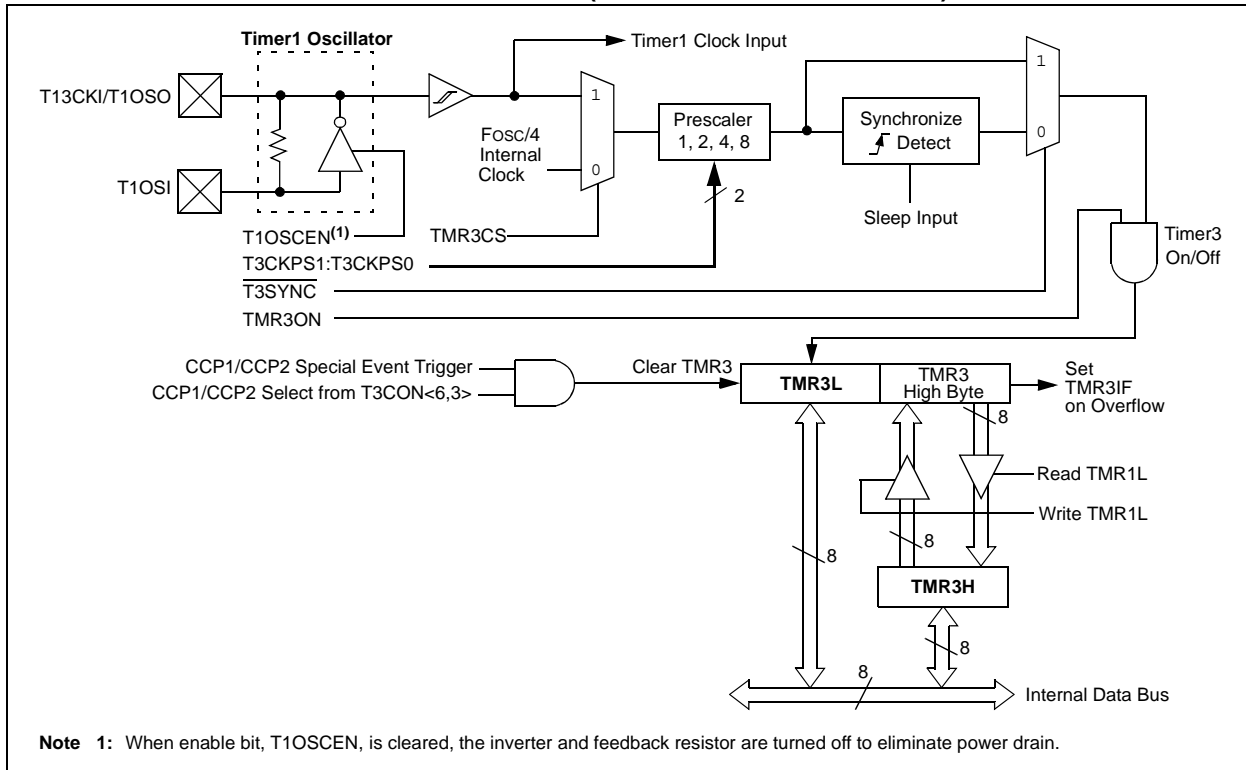 Timer1 Oscillator
Timer1 Clock Input
T13CKI/T1OSO
1
1
FOSC/4
Internal
Clock
Prescaler
1, 2, 4, 8
Synchronize
Detect
0
0
T1OSI
2
Sleep Input
T1OSCEN(1)
TMR3CS
Timer3
On/Off
T3CKPS1:T3CKPS0
T3SYNC
TMR3ON
CCP1/CCP2 Special Event Trigger
CCP1/CCP2 Select from T3CON<6,3>
Clear TMR3
TMR3L
TMR3
High Byte
Set
TMR3IF
on Overflow
8
Read TMR1L
Write TMR1L
8
8
TMR3H
8
8
Internal Data Bus
Note 1: When enable bit, T1OSCEN, is cleared, the inverter and feedback resistor are turned off to eliminate power drain.